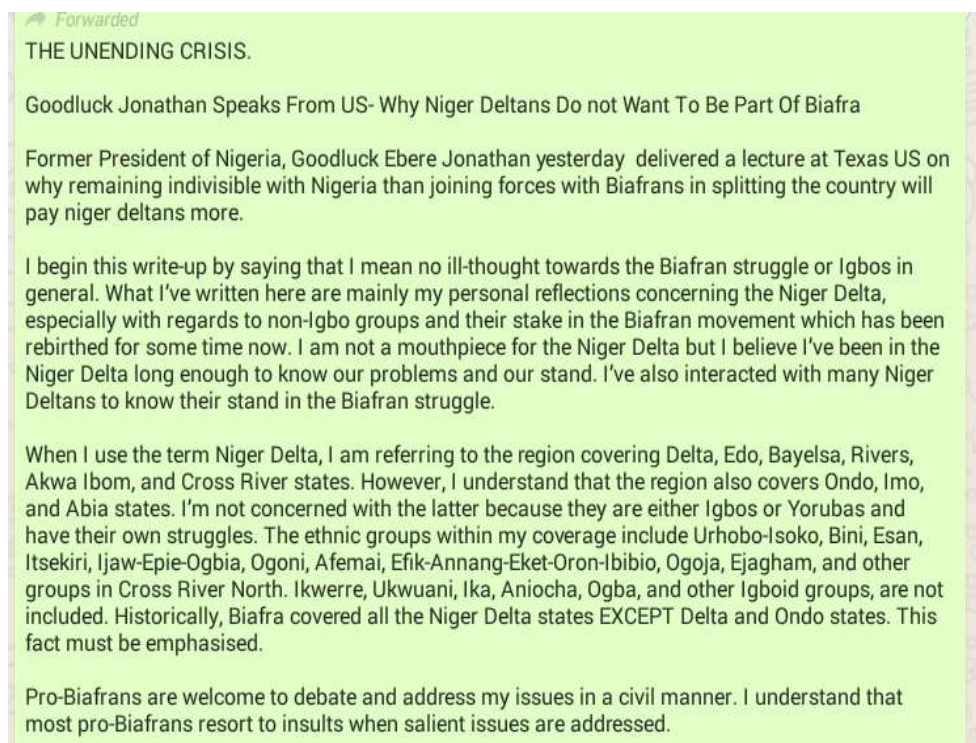 Forwarded
THE UNENDING CRISIS.
Goodluck Jonathan Speaks From US- Why Niger Deltans Do not Want To Be Part Of Biafra
Former President of Nigeria, Goodluck Ebere Jonathan yesterday  delivered a lecture at Texas US on
why remaining indivisible with Nigeria than joining forces with Biafrans in splitting the country will
pay niger deltans more.
I begin this write-up by saying that I mean no ill-thought towards the Biafran struggle or Igbos in
general. What I've written here are mainly my personal reflections concerning the Niger Delta,
especially with regards to non-Igbo groups and their stake in the Biafran movement which has been
rebirthed for some time now. I am not a mouthpiece for the Niger Delta but I believe I've been in the
Niger Delta long enough to know our problems and our stand. I've also interacted with many Niger
Deltans to know their stand in the Biafran struggle.
When I use the term Niger Delta, I am referring to the region covering Delta, Edo, Bayelsa, Rivers,
Akwa Ibom, and Cross River states. However, I understand that the region also covers Ondo, Imo,
and Abia states. I'm not concerned with the latter because they are either Igbos or Yorubas and
have their own struggles. The ethnic groups within my coverage include Urhobo-Isoko, Bini, Esan,
Itsekiri, Ijaw-Epie-Ogbia, Ogoni, Afemai, Efik-Annang-Eket-Oron-Ibibio, Ogoja, Ejagham, and other
groups in Cross River North. Ikwerre, Ukwuani, Ika, Aniocha, Ogba, and other Igboid groups, are not
included. Historically, Biafra covered all the Niger Delta states EXCEPT Delta and Ondo states. This
fact must be emphasised.
Pro-Biafrans are welcome to debate and address my issues in a civil manner. I understand that
most pro-Biafrans resort to insults when salient issues are addressed.